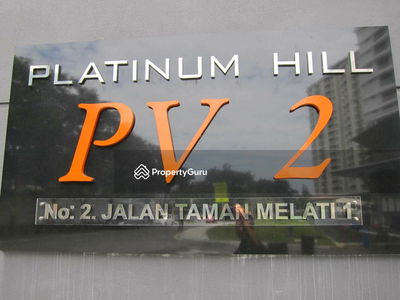 PLATINUM HILL
PV 2
PropertyGuru
No: 2, JALAN TAMAN MELATI 1